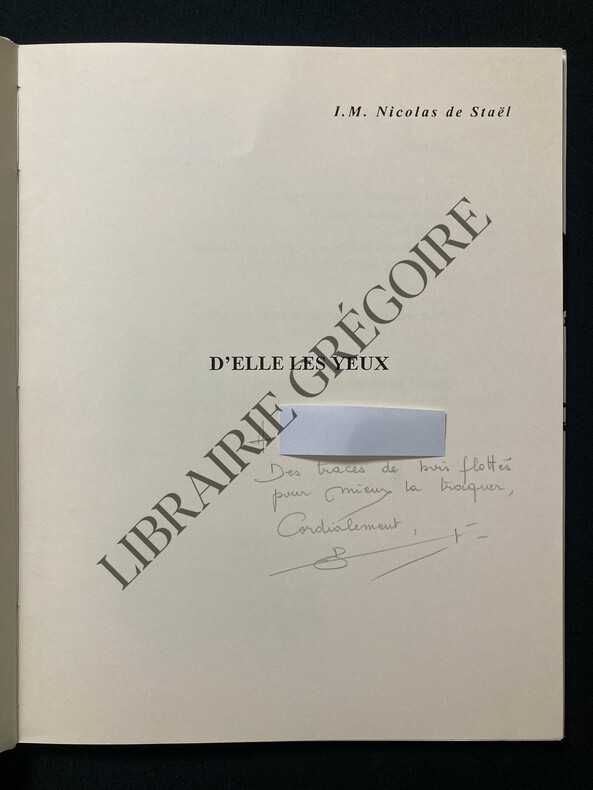 I.M. Nicolas de Staël
D'ELLE LES YEUX
LIBRAIRIE GRÉGOIRE
Des traces de bois flottés
pour mieux la traquer,
Cordialement,